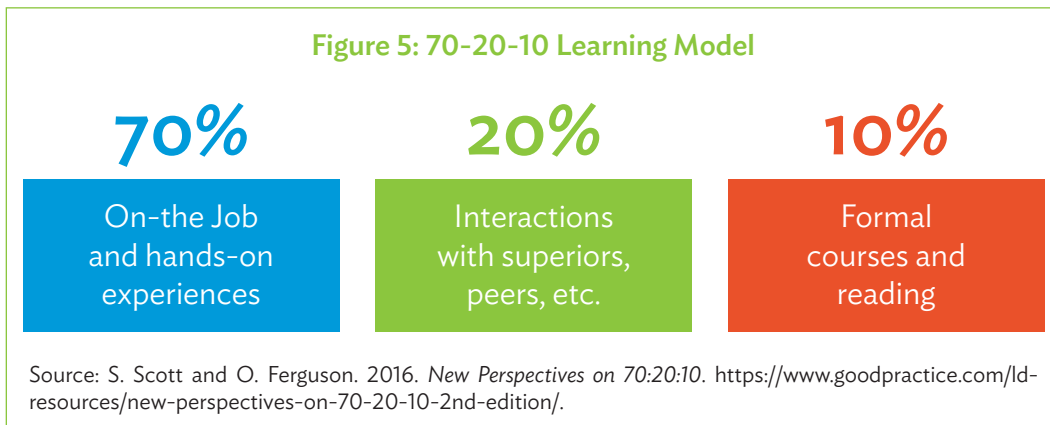 Figure 5: 70-20-10 Learning Model
70%
20%
10%
On-the Job
and hands-on
experiences
Interactions
with superiors,
peers, etc.
Formal
courses and
reading
Source: S. Scott and O. Ferguson. 2016. New Perspectives on 70:20:10. https://www.goodpractice.com/ld-
resources/new-perspectives-on-70-20-10-2nd-edition/.